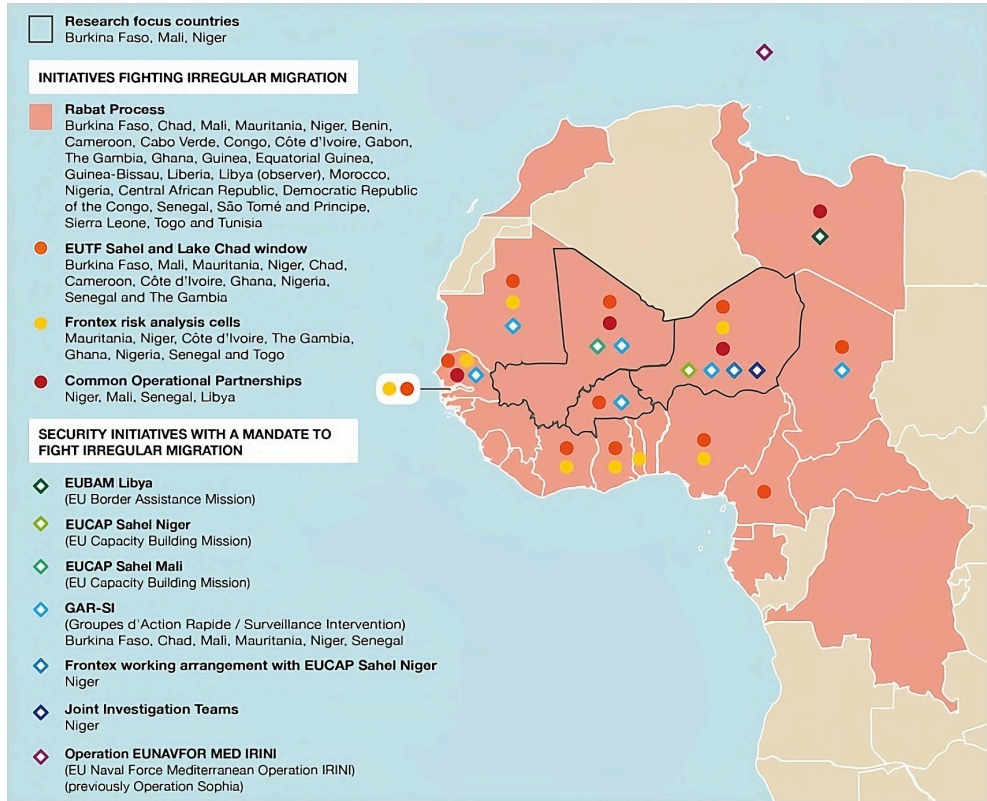 Research focus countries
Burkina Faso, Mali, Niger
INITIATIVES FIGHTING IRREGULAR MIGRATION
Rabat Process
Burkina Faso, Chad, Mali, Mauritania, Niger, Benin,
Cameroon, Cabo Verde, Congo, Côte d'Ivoire, Gabon,
The Gambia, Ghana, Guinea, Equatorial Guinea,
Guinea-Bissau, Liberia, Libya (observer), Morocco,
Nigeria, Central African Republic, Democratic Republic
of the Congo, Senegal, São Tomé and Principe,
Sierra Leone, Togo and Tunisia
EUTF Sahel and Lake Chad window
Burkina Faso, Mali, Mauritania, Niger, Chad,
Cameroon, Côte d'Ivoire, Ghana, Nigeria,
Senegal and The Gambia
Frontex risk analysis cells
Mauritania, Niger, Côte d'Ivoire, The Gambia,
Ghana, Nigeria, Senegal and Togo
Common Operational Partnerships
Niger, Mali, Senegal, Libya
SECURITY INITIATIVES WITH A MANDATE TO
FIGHT IRREGULAR MIGRATION
EUBAM Libya
(EU Border Assistance Mission)
EUCAP Sahel Niger
(EU Capacity Building Mission)
EUCAP Sahel Mali
(EU Capacity Building Mission)
GAR-SI
(Groupes d'Action Rapide / Surveillance Intervention)
Burkina Faso, Chad, Mali, Mauritania, Niger, Senegal
Frontex working arrangement with EUCAP Sahel Niger
Niger
Joint Investigation Teams
Niger
Operation EUNAVFOR MED IRINI
(EU Naval Force Mediterranean Operation IRINI)
(previously Operation Sophia)